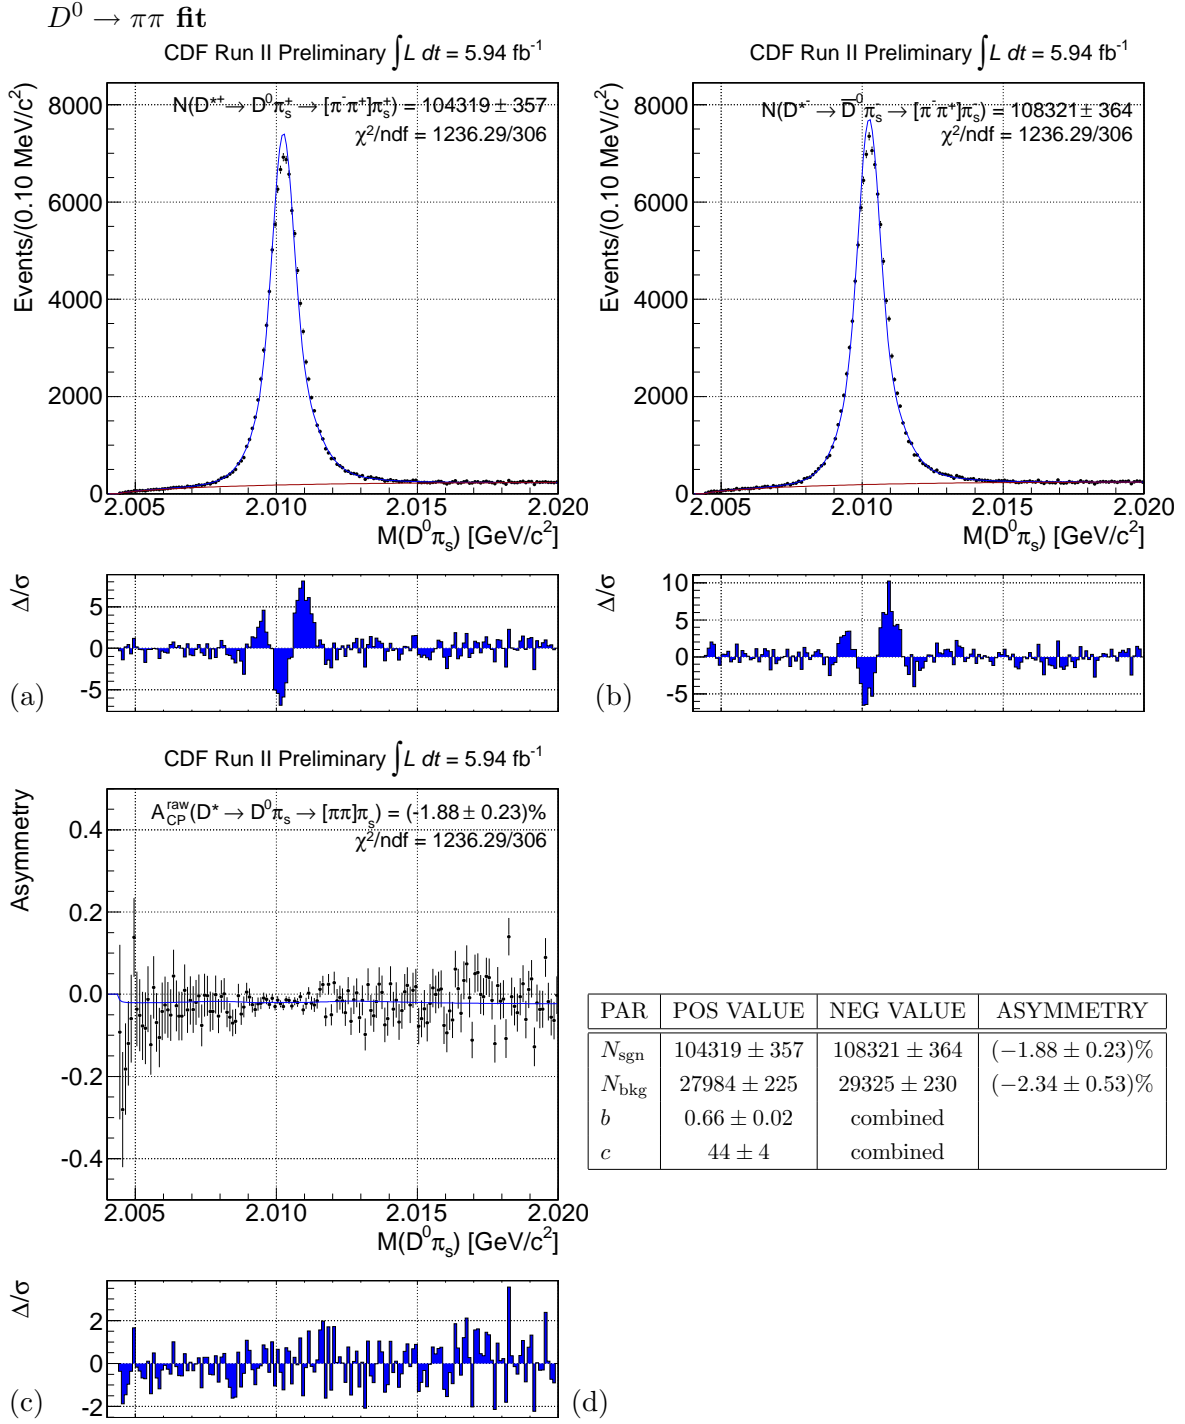 D⁰ → ππ fit
CDF Run II Preliminary ∫L dt = 5.94 fb⁻¹
N(D*⁺ → D⁰π⁺ₛ → [π⁻π⁺]π⁺ₛ) = 104319 ± 357
χ²/ndf = 1236.29/306
Events/(0.10 MeV/c²)
8000
6000
4000
2000
0
2.005 2.010 2.015 2.020
M(D⁰πₛ) [GeV/c²]
Δ/σ
5
0
-5
(a)
CDF Run II Preliminary ∫L dt = 5.94 fb⁻¹
N(D*⁻ → D̅⁰π⁻ₛ → [π⁻π⁺]π⁻ₛ) = 108321 ± 364
χ²/ndf = 1236.29/306
Events/(0.10 MeV/c²)
8000
6000
4000
2000
0
2.005 2.010 2.015 2.020
M(D⁰πₛ) [GeV/c²]
Δ/σ
10
5
0
-5
(b)
CDF Run II Preliminary ∫L dt = 5.94 fb⁻¹
A_CP^raw(D* → D⁰πₛ → [ππ]πₛ) = (-1.88 ± 0.23)%
χ²/ndf = 1236.29/306
Asymmetry
0.4
0.2
0.0
-0.2
-0.4
2.005 2.010 2.015 2.020
M(D⁰πₛ) [GeV/c²]
Δ/σ
2
0
-2
(c)
PAR POS VALUE NEG VALUE ASYMMETRY
N_sgn 104319 ± 357 108321 ± 364 (−1.88 ± 0.23)%
N_bkg 27984 ± 225 29325 ± 230 (−2.34 ± 0.53)%
b 0.66 ± 0.02 combined
c 44 ± 4 combined
(d)